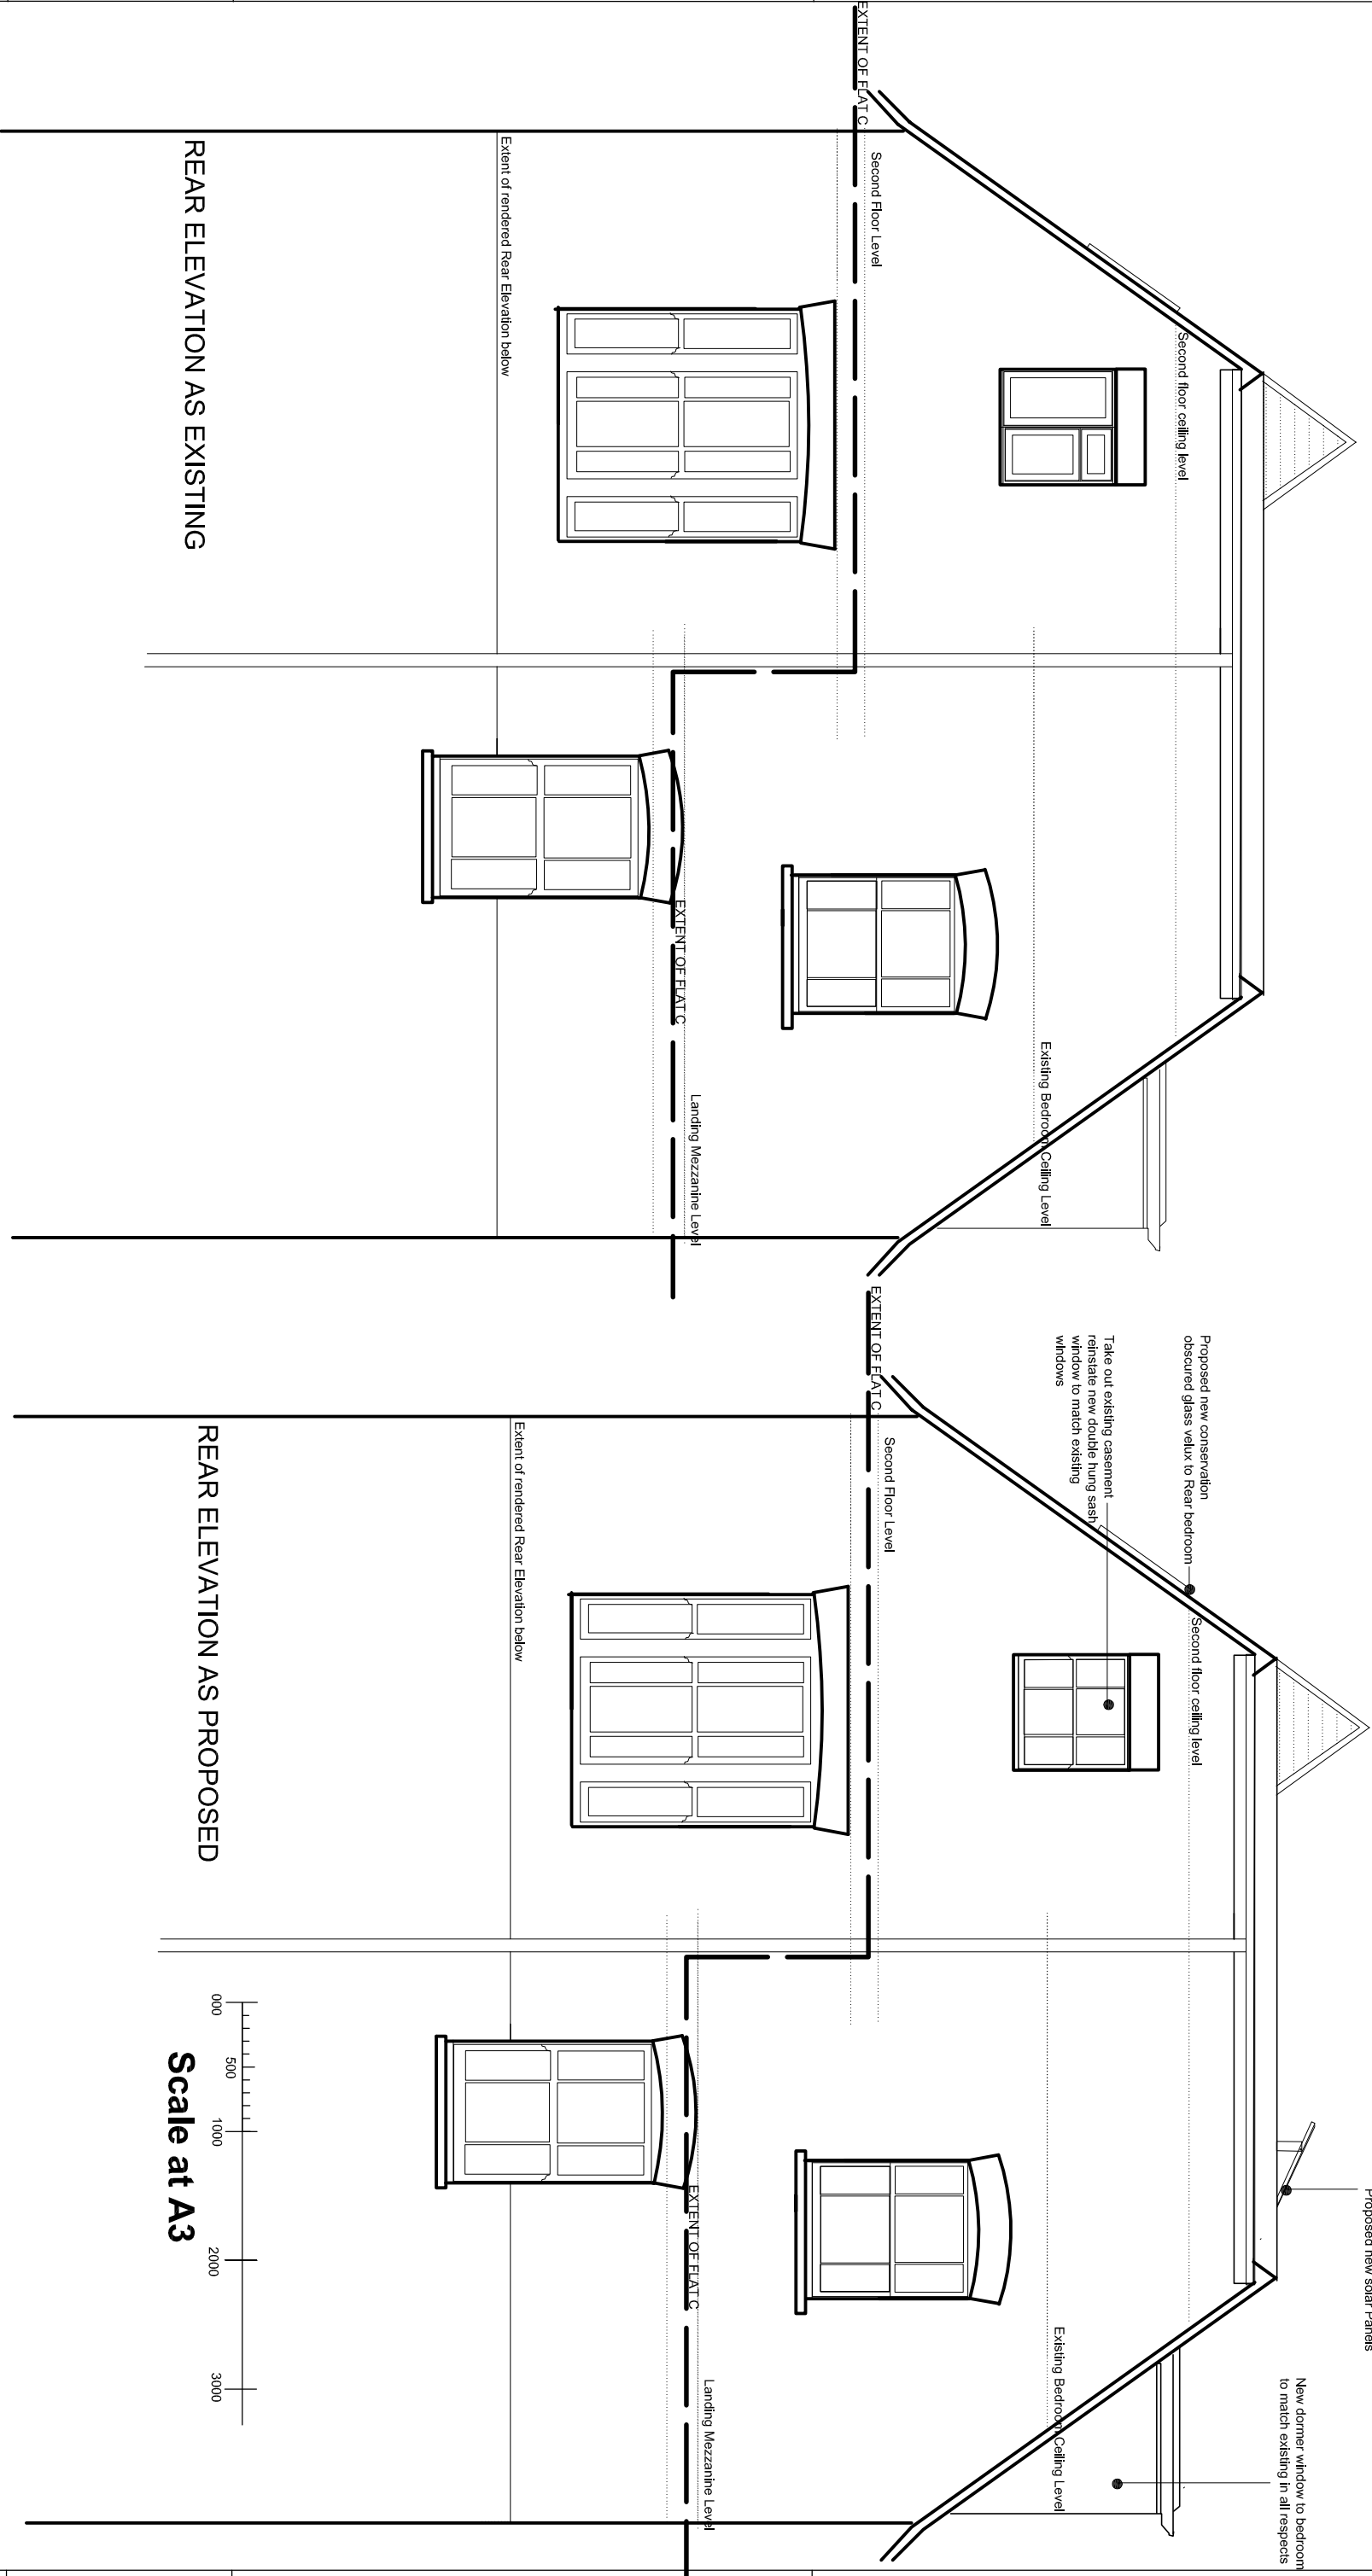 EXTENT OF FLAT C
Second Floor Level
Second floor ceiling level
Extent of rendered Rear Elevation below
REAR ELEVATION AS EXISTING
EXTENT OF FLAT C
Existing Bedroom Ceiling Level
Landing Mezzanine Level
Proposed new conservation
obscured glass velux to Rear bedroom
Take out existing casement
reinstate new double hung sash
window to match existing
windows
EXTENT OF FLAT C
Second Floor Level
Second floor ceiling level
Extent of rendered Rear Elevation below
REAR ELEVATION AS PROPOSED
Proposed new solar Panels
New dormer window to bedroom
to match existing in all respects
Existing Bedroom Ceiling Level
EXTENT OF FLAT C
Landing Mezzanine Level
000 500 1000 2000 3000
Scale at A3